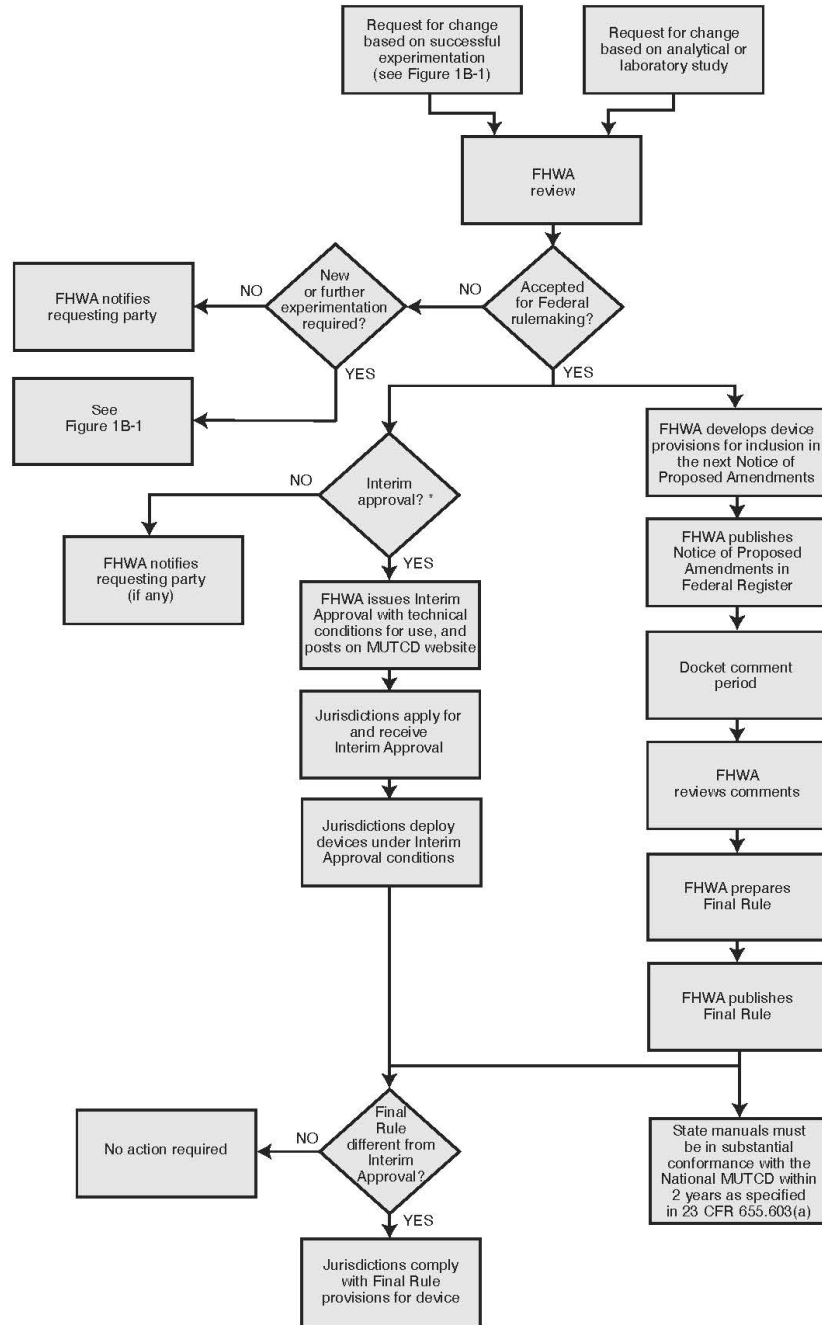 Request for change
based on successful
experimentation
(see Figure 1B-1)
Request for change
based on analytical or
laboratory study
FHWA
review
Accepted
for Federal
rulemaking?
NO
YES
New
or further
experimentation
required?
NO
YES
FHWA notifies
requesting party
See
Figure 1B-1
Interim
approval? *
NO
YES
FHWA notifies
requesting party
(if any)
FHWA issues Interim
Approval with technical
conditions for use, and
posts on MUTCD website
Jurisdictions apply for
and receive
Interim Approval
Jurisdictions deploy
devices under Interim
Approval conditions
FHWA develops device
provisions for inclusion in
the next Notice of
Proposed Amendments
FHWA publishes
Notice of Proposed
Amendments in
Federal Register
Docket comment
period
FHWA
reviews comments
FHWA prepares
Final Rule
FHWA publishes
Final Rule
Final
Rule
different from
Interim
Approval?
NO
YES
No action required
Jurisdictions comply
with Final Rule
provisions for device
State manuals must
be in substantial
conformance with the
National MUTCD within
2 years as specified
in 23 CFR 655.603(a)